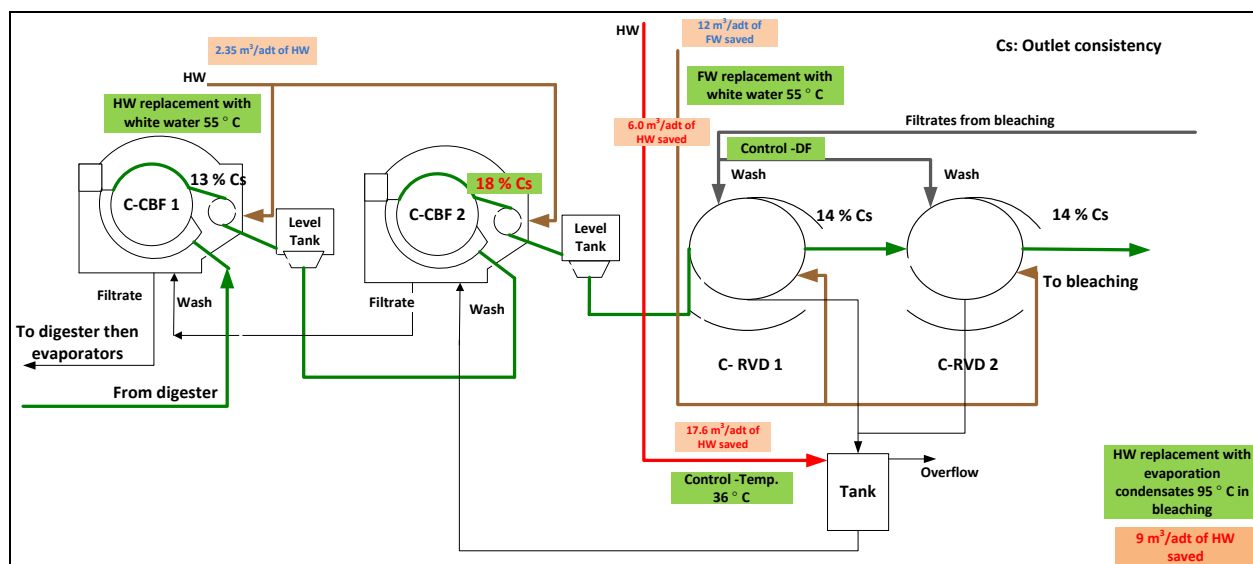 12 m³/adt of
FW saved
HW
Cs: Outlet consistency
2.35 m³/adt of HW
HW
FW replacement with
white water 55 ° C
HW replacement with
white water 55 ° C
6.0 m³/adt of
HW saved
Filtrates from bleaching
Control -DF
Wash
Wash
13 % Cs
18 % Cs
C-CBF 1
C-CBF 2
Level
Tank
Level
Tank
14 % Cs
14 % Cs
To bleaching
Filtrate
Wash
Filtrate
Wash
To digester then
evaporators
From digester
C- RVD 1
C-RVD 2
17.6 m³/adt of
HW saved
Control -Temp.
36 ° C
Tank
Overflow
HW replacement with
evaporation
condensates 95 ° C in
bleaching
9 m³/adt of HW
saved